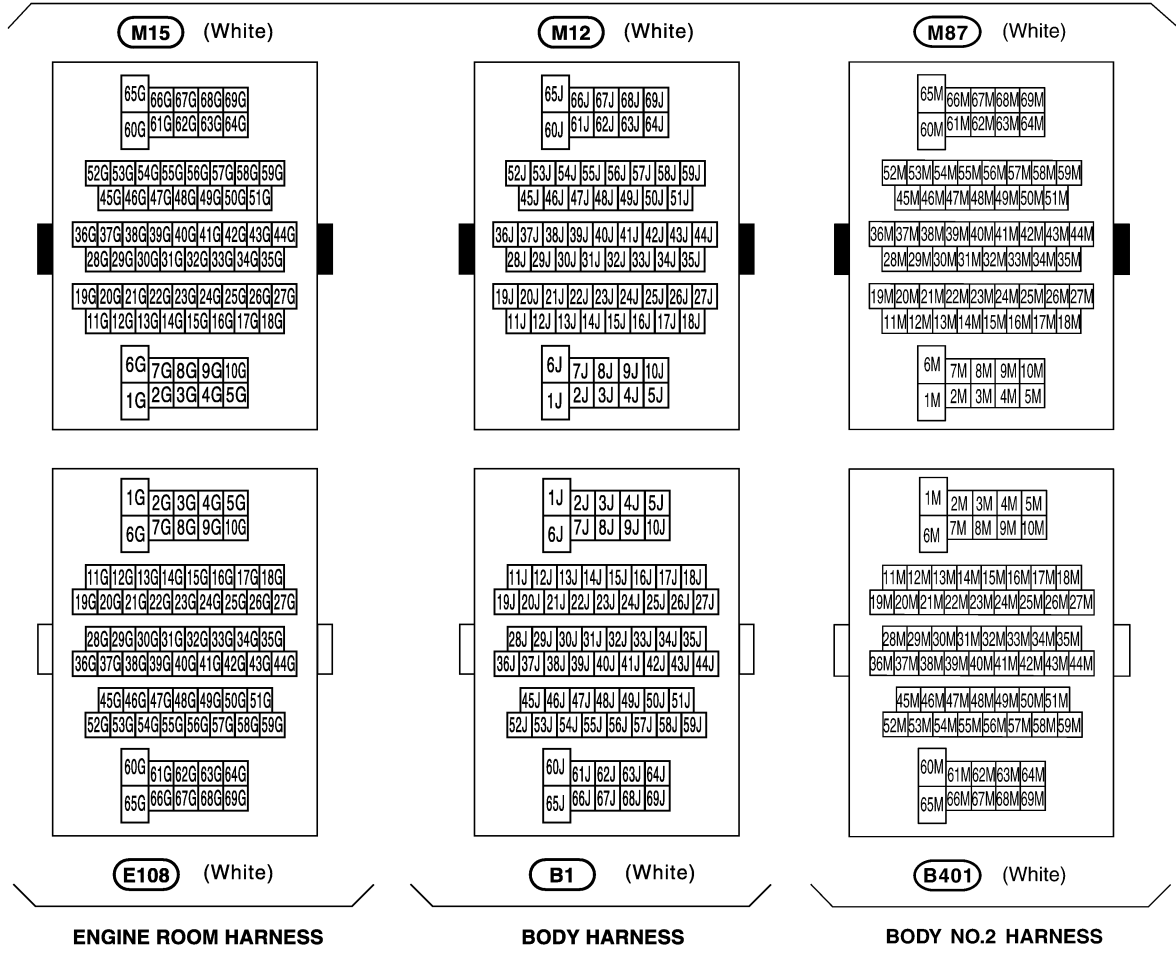 M15 (White) M12 (White) M87 (White)
65G 66G 67G 68G 69G 65J 66J 67J 68J 69J 65M 66M 67M 68M 69M
60G 61G 62G 63G 64G 60J 61J 62J 63J 64J 60M 61M 62M 63M 64M
52G 53G 54G 55G 56G 57G 58G 59G 52J 53J 54J 55J 56J 57J 58J 59J 52M 53M 54M 55M 56M 57M 58M 59M
45G 46G 47G 48G 49G 50G 51G 45J 46J 47J 48J 49J 50J 51J 45M 46M 47M 48M 49M 50M 51M
36G 37G 38G 39G 40G 41G 42G 43G 44G 36J 37J 38J 39J 40J 41J 42J 43J 44J 36M 37M 38M 39M 40M 41M 42M 43M 44M
28G 29G 30G 31G 32G 33G 34G 35G 28J 29J 30J 31J 32J 33J 34J 35J 28M 29M 30M 31M 32M 33M 34M 35M
19G 20G 21G 22G 23G 24G 25G 26G 27G 19J 20J 21J 22J 23J 24J 25J 26J 27J 19M 20M 21M 22M 23M 24M 25M 26M 27M
11G 12G 13G 14G 15G 16G 17G 18G 11J 12J 13J 14J 15J 16J 17J 18J 11M 12M 13M 14M 15M 16M 17M 18M
6G 7G 8G 9G 10G 6J 7J 8J 9J 10J 6M 7M 8M 9M 10M
1G 2G 3G 4G 5G 1J 2J 3J 4J 5J 1M 2M 3M 4M 5M
1G 2G 3G 4G 5G 1J 2J 3J 4J 5J 1M 2M 3M 4M 5M
6G 7G 8G 9G 10G 6J 7J 8J 9J 10J 6M 7M 8M 9M 10M
11G 12G 13G 14G 15G 16G 17G 18G 11J 12J 13J 14J 15J 16J 17J 18J 11M 12M 13M 14M 15M 16M 17M 18M
19G 20G 21G 22G 23G 24G 25G 26G 27G 19J 20J 21J 22J 23J 24J 25J 26J 27J 19M 20M 21M 22M 23M 24M 25M 26M 27M
28G 29G 30G 31G 32G 33G 34G 35G 28J 29J 30J 31J 32J 33J 34J 35J 28M 29M 30M 31M 32M 33M 34M 35M
36G 37G 38G 39G 40G 41G 42G 43G 44G 36J 37J 38J 39J 40J 41J 42J 43J 44J 36M 37M 38M 39M 40M 41M 42M 43M 44M
45G 46G 47G 48G 49G 50G 51G 45J 46J 47J 48J 49J 50J 51J 45M 46M 47M 48M 49M 50M 51M
52G 53G 54G 55G 56G 57G 58G 59G 52J 53J 54J 55J 56J 57J 58J 59J 52M 53M 54M 55M 56M 57M 58M 59M
60G 61G 62G 63G 64G 60J 61J 62J 63J 64J 60M 61M 62M 63M 64M
65G 66G 67G 68G 69G 65J 66J 67J 68J 69J 65M 66M 67M 68M 69M
E108 (White) B1 (White) B401 (White)
ENGINE ROOM HARNESS BODY HARNESS BODY NO.2 HARNESS